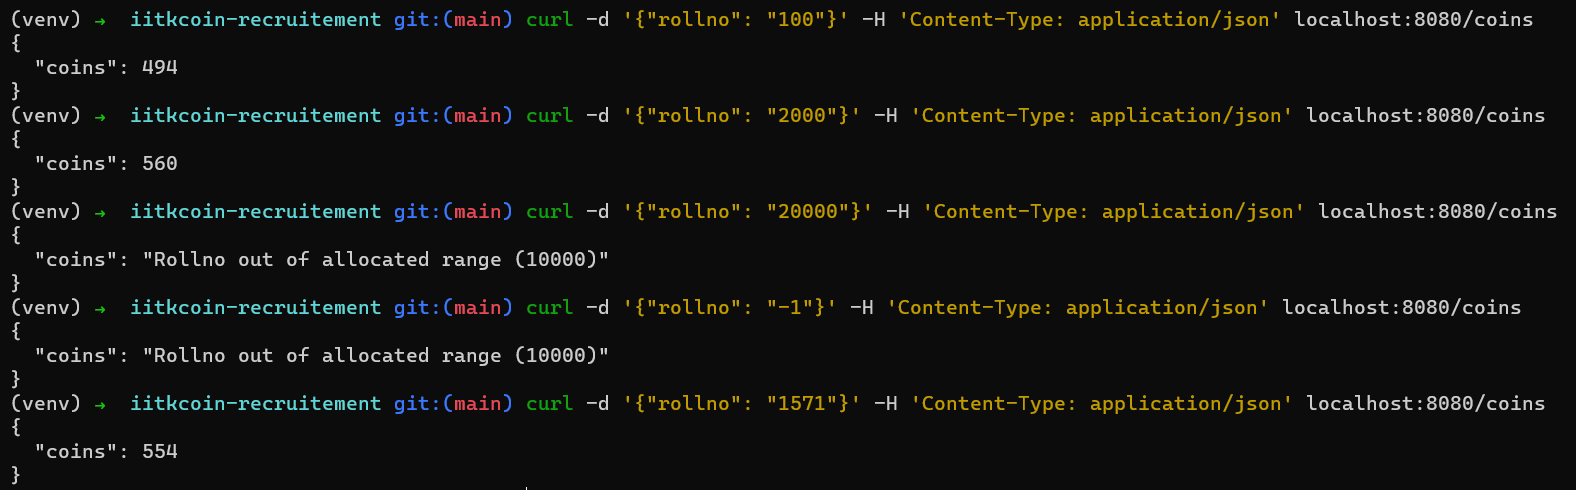 (venv) → iitkcoin-recruitement git:(main) curl -d '{"rollno": "100"}' -H 'Content-Type: application/json' localhost:8080/coins
{
  "coins": 494
}
(venv) → iitkcoin-recruitement git:(main) curl -d '{"rollno": "2000"}' -H 'Content-Type: application/json' localhost:8080/coins
{
  "coins": 560
}
(venv) → iitkcoin-recruitement git:(main) curl -d '{"rollno": "20000"}' -H 'Content-Type: application/json' localhost:8080/coins
{
  "coins": "Rollno out of allocated range (10000)"
}
(venv) → iitkcoin-recruitement git:(main) curl -d '{"rollno": "-1"}' -H 'Content-Type: application/json' localhost:8080/coins
{
  "coins": "Rollno out of allocated range (10000)"
}
(venv) → iitkcoin-recruitement git:(main) curl -d '{"rollno": "1571"}' -H 'Content-Type: application/json' localhost:8080/coins
{
  "coins": 554
}